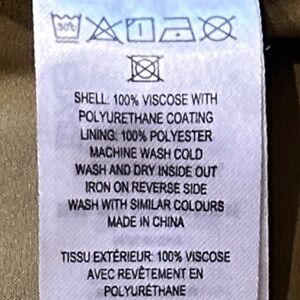 30°C
SHELL: 100% VISCOSE WITH
POLYURETHANE COATING
LINING: 100% POLYESTER
MACHINE WASH COLD
WASH AND DRY INSIDE OUT
IRON ON REVERSE SIDE
WASH WITH SIMILAR COLOURS
MADE IN CHINA
TISSU EXTÉRIEUR: 100% VISCOSE
AVEC REVÊTEMENT EN
POLYURÉTHANE